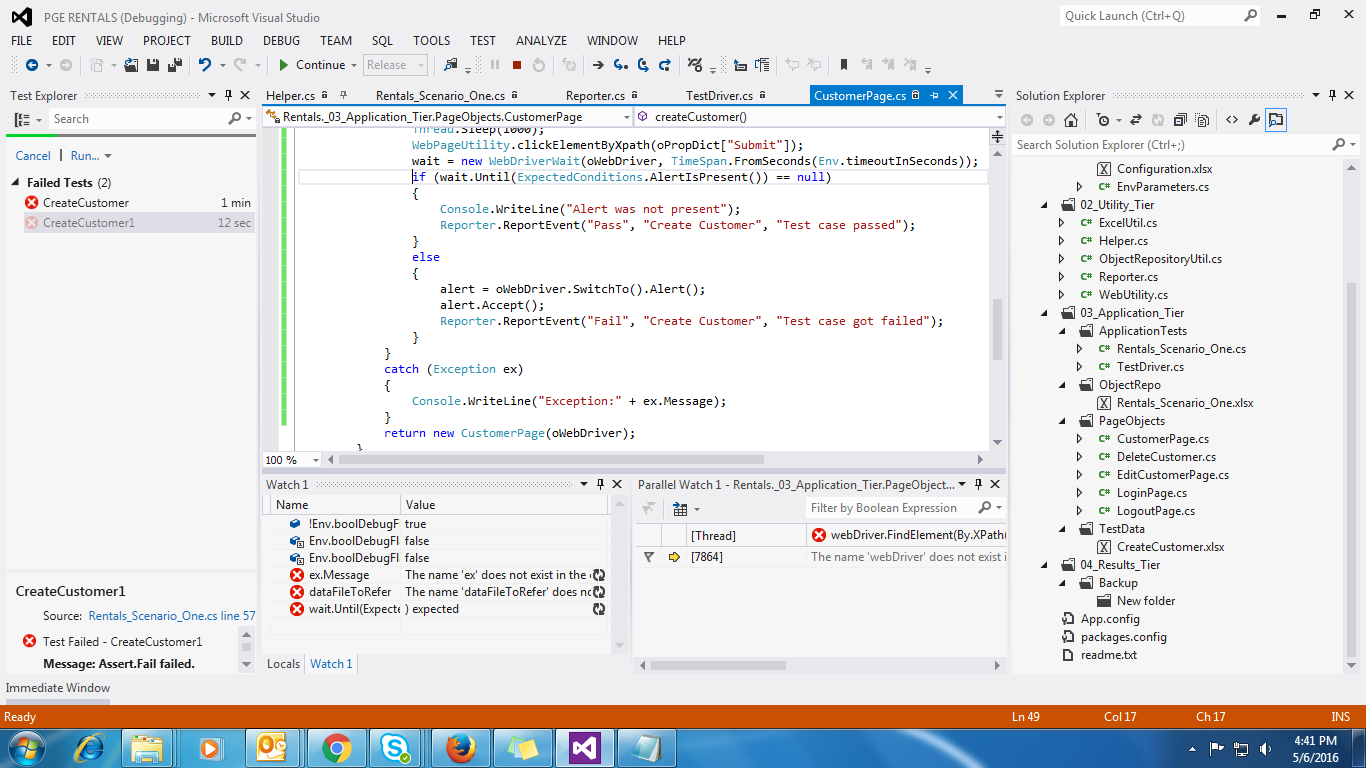 PGE RENTALS (Debugging) - Microsoft Visual Studio
Quick Launch (Ctrl+Q)
FILE EDIT VIEW PROJECT BUILD DEBUG TEAM SQL TOOLS TEST ANALYZE WINDOW HELP
Continue Release
Test Explorer
Search
Cancel Run...
Failed Tests (2)
CreateCustomer 1 min
CreateCustomer1 12 sec
CreateCustomer1
Source: Rentals_Scenario_One.cs line 57
Test Failed - CreateCustomer1
Message: Assert.Fail failed.
Helper.cs Rentals_Scenario_One.cs Reporter.cs TestDriver.cs CustomerPage.cs
Rentals._03_Application_Tier.PageObjects.CustomerPage createCustomer()
Thread.Sleep(1000);
WebPageUtility.clickElementByXpath(oPropDict["Submit"]);
wait = new WebDriverWait(oWebDriver, TimeSpan.FromSeconds(Env.timeoutInSeconds));
if (wait.Until(ExpectedConditions.AlertIsPresent()) == null)
{
Console.WriteLine("Alert was not present");
Reporter.ReportEvent("Pass", "Create Customer", "Test case passed");
}
else
{
alert = oWebDriver.SwitchTo().Alert();
alert.Accept();
Reporter.ReportEvent("Fail", "Create Customer", "Test case got failed");
}
}
catch (Exception ex)
{
Console.WriteLine("Exception:" + ex.Message);
}
return new CustomerPage(oWebDriver);
}
100 %
Watch 1
Name Value
!Env.boolDebugF true
Env.boolDebugFl false
Env.boolDebugFl false
ex.Message The name 'ex' does not exist in the
dataFileToRefer The name 'dataFileToRefer' does no
wait.Until(Expecte ) expected
Locals Watch 1
Parallel Watch 1 - Rentals._03_Application_Tier.PageObject...
Filter by Boolean Expression
[Thread] webDriver.FindElement(By.XPath(
[7864] The name 'webDriver' does not exist i
Solution Explorer
Search Solution Explorer (Ctrl+;)
Configuration.xlsx
C# EnvParameters.cs
02_Utility_Tier
C# ExcelUtil.cs
C# Helper.cs
C# ObjectRepositoryUtil.cs
C# Reporter.cs
C# WebUtility.cs
03_Application_Tier
ApplicationTests
C# Rentals_Scenario_One.cs
C# TestDriver.cs
ObjectRepo
Rentals_Scenario_One.xlsx
PageObjects
C# CustomerPage.cs
C# DeleteCustomer.cs
C# EditCustomerPage.cs
C# LoginPage.cs
C# LogoutPage.cs
TestData
CreateCustomer.xlsx
04_Results_Tier
Backup
New folder
App.config
packages.config
readme.txt
Immediate Window
Ready Ln 49 Col 17 Ch 17 INS
4:41 PM
5/6/2016